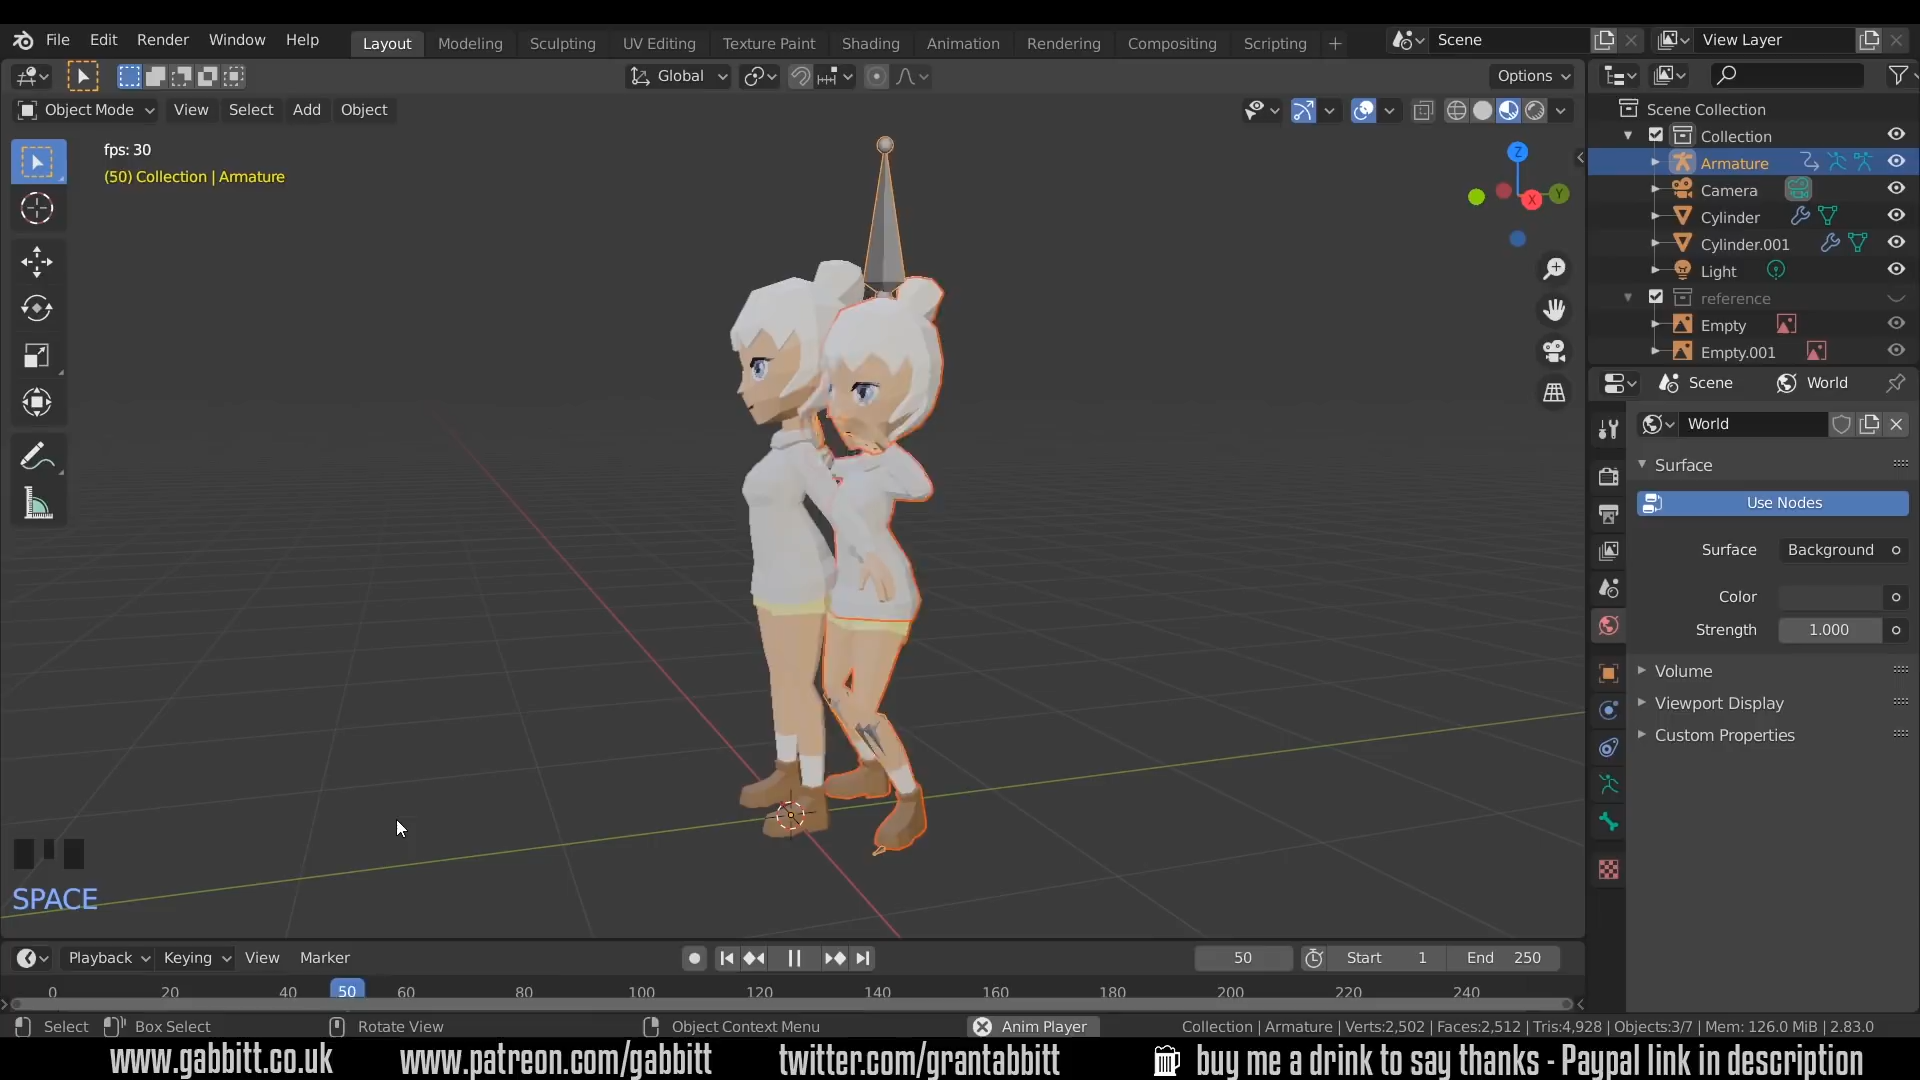 File Edit Render Window Help Layout Modeling Sculpting UV Editing Texture Paint Shading Animation Rendering Compositing Scripting + Scene View Layer
Global Options
Object Mode View Select Add Object
fps: 30
(50) Collection | Armature
Z
Y
X
SPACE
Scene Collection
Collection
Armature
Camera
Cylinder
Cylinder.001
Light
reference
Empty
Empty.001
Scene World
World
Surface
Use Nodes
Surface Background
Color
Strength 1.000
Volume
Viewport Display
Custom Properties
Playback Keying View Marker 50 Start 1 End 250
0 20 40 50 60 80 100 120 140 160 180 200 220 240
Select Box Select Rotate View Object Context Menu Anim Player Collection | Armature | Verts:2,502 | Faces:2,512 | Tris:4,928 | Objects:3/7 | Mem: 126.0 MiB | 2.83.0
www.gabbitt.co.uk www.patreon.com/gabbitt twitter.com/grantabbitt buy me a drink to say thanks - Paypal link in description